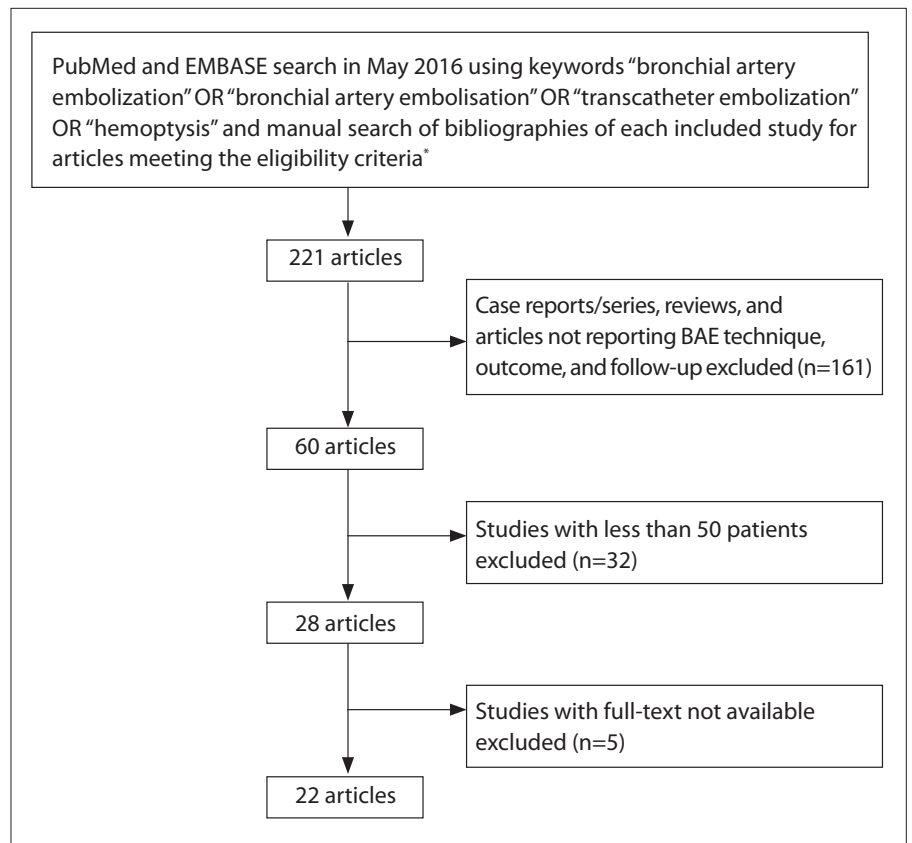 PubMed and EMBASE search in May 2016 using keywords “bronchial artery
embolization” OR “bronchial artery embolisation” OR “transcatheter embolization”
OR “hemoptysis” and manual search of bibliographies of each included study for
articles meeting the eligibility criteria*
221 articles
Case reports/series, reviews, and
articles not reporting BAE technique,
outcome, and follow-up excluded (n=161)
60 articles
Studies with less than 50 patients
excluded (n=32)
28 articles
Studies with full-text not available
excluded (n=5)
22 articles